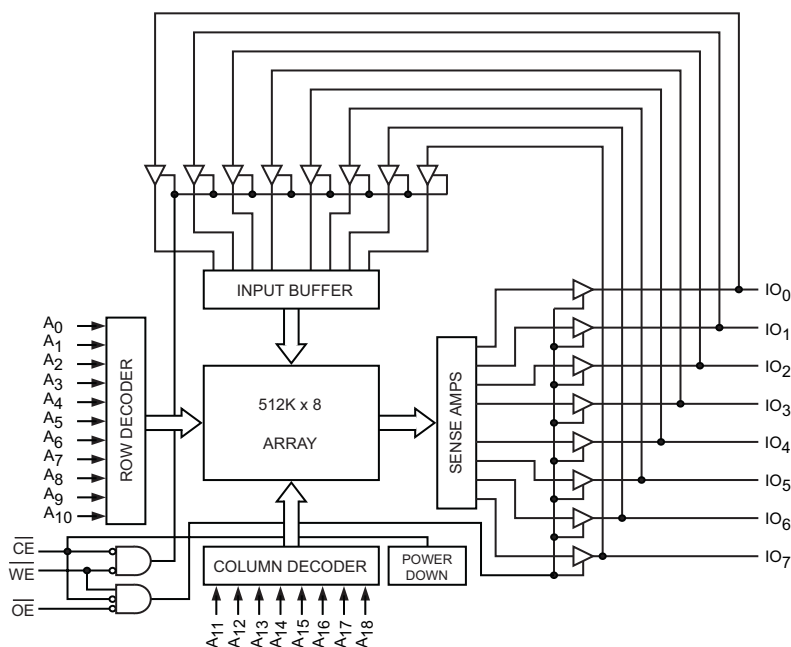 INPUT BUFFER
A0
A1
A2
A3
A4
A5
A6
A7
A8
A9
A10
ROW DECODER
512K x 8
ARRAY
SENSE AMPS
IO0
IO1
IO2
IO3
IO4
IO5
IO6
IO7
CE
WE
OE
COLUMN DECODER
POWER
DOWN
A11
A12
A13
A14
A15
A16
A17
A18